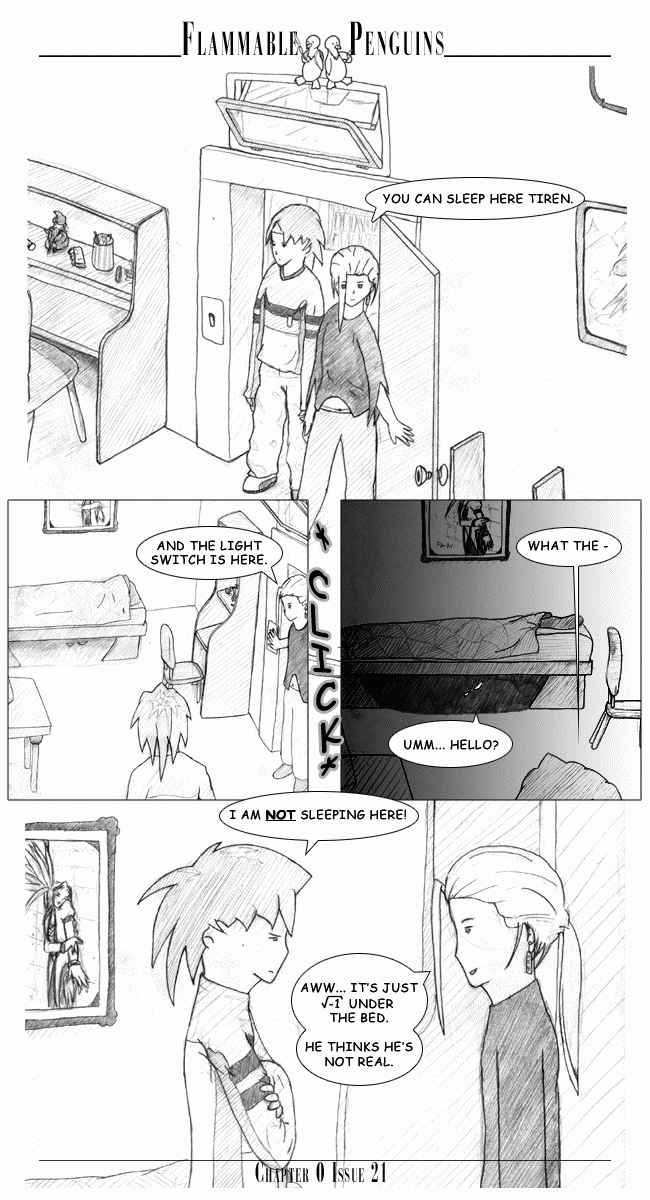 FLAMMABLE PENGUINS
YOU CAN SLEEP HERE TIREN.
AND THE LIGHT
SWITCH IS HERE.
* CLICK *
WHAT THE -
UMM... HELLO?
I AM NOT SLEEPING HERE!
AWW... IT'S JUST
√-1 UNDER
THE BED.
HE THINKS HE'S
NOT REAL.
CHAPTER 0 ISSUE 21